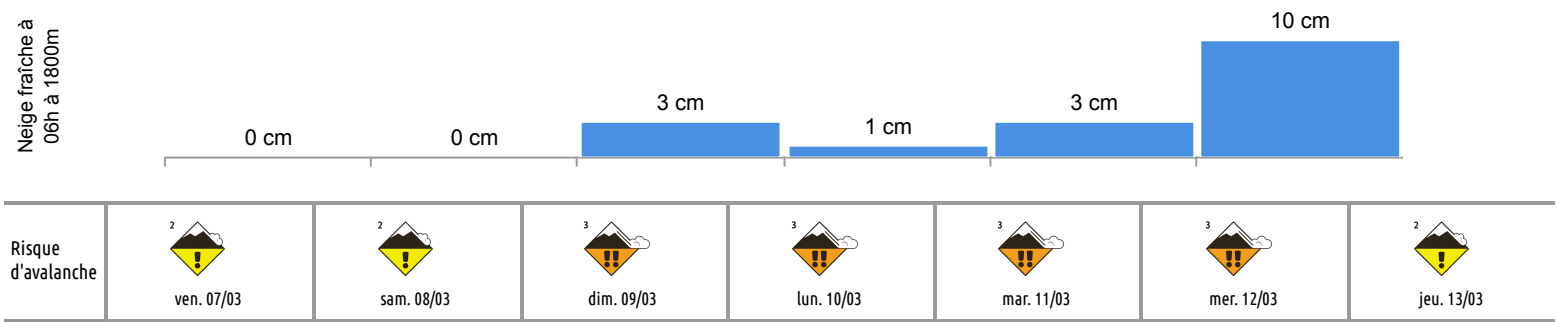 Neige fraîche à
06h à 1800m
0 cm
0 cm
3 cm
1 cm
3 cm
10 cm
Risque
d'avalanche
2
!
ven. 07/03
2
!
sam. 08/03
3
!!
dim. 09/03
3
!!
lun. 10/03
3
!!
mar. 11/03
3
!!
mer. 12/03
2
!
jeu. 13/03